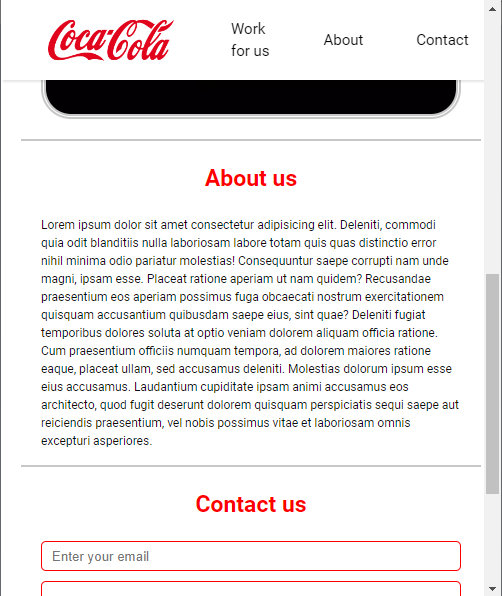 Coca-Cola
Work
for us
About
Contact
About us
Lorem ipsum dolor sit amet consectetur adipisicing elit. Deleniti, commodi
quia odit blanditiis nulla laboriosam labore totam quis quas distinctio error
nihil minima odio pariatur molestias! Consequuntur saepe corrupti nam unde
magni, ipsam esse. Placeat ratione aperiam ut nam quidem? Recusandae
praesentium eos aperiam possimus fuga obcaecati nostrum exercitationem
quisquam accusantium quibusdam saepe eius, sint quae? Deleniti fugiat
temporibus dolores soluta at optio veniam dolorem aliquam officia ratione.
Cum praesentium officiis numquam tempora, ad dolorem maiores ratione
eaque, placeat ullam, sed accusamus deleniti. Molestias dolorum ipsum esse
eius accusamus. Laudantium cupiditate ipsam animi accusamus eos
architecto, quod fugit deserunt dolorem quisquam perspiciatis sequi saepe aut
reiciendis praesentium, vel nobis possimus vitae et laboriosam omnis
excepturi asperiores.
Contact us
Enter your email